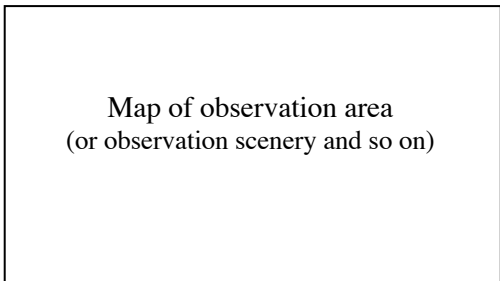 Map of observation area
(or observation scenery and so on)